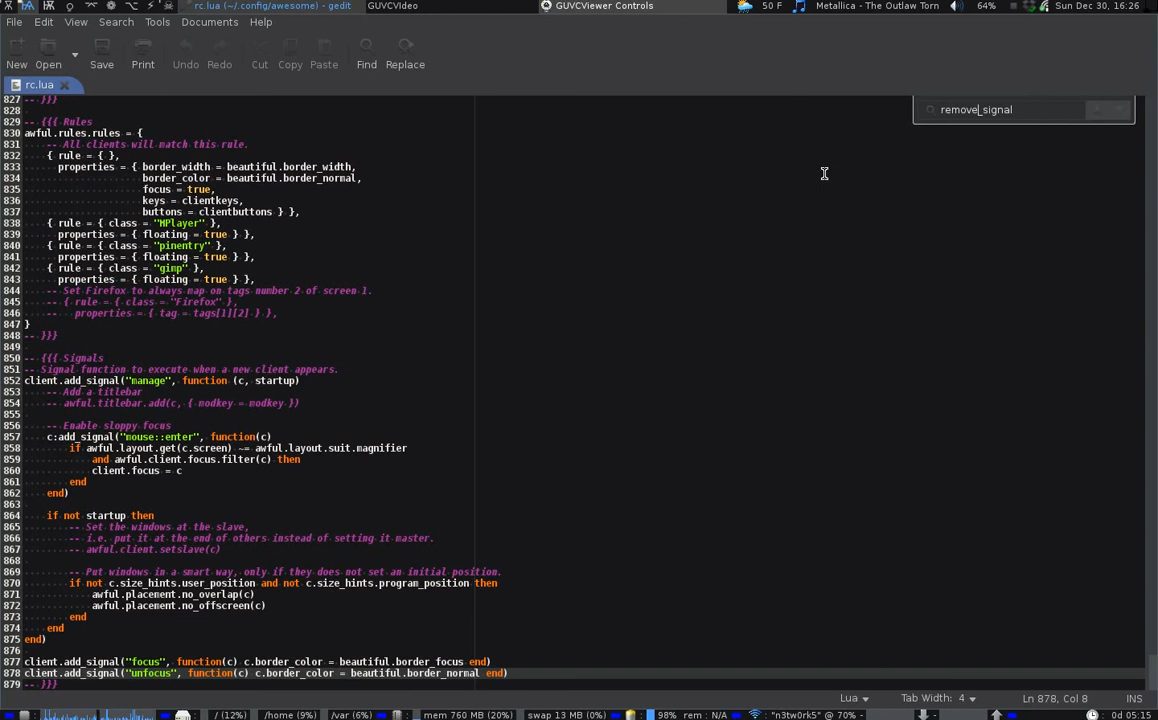 rc.lua (~/.config/awesome) - gedit GUVCVideo GUVCViewer Controls 50 F Metallica - The Outlaw Torn 64% Sun Dec 30, 16:26
File Edit View Search Tools Documents Help
New Open Save Print Undo Redo Cut Copy Paste Find Replace
rc.lua
remove_signal
827 -- }}}
828
829 -- {{{ Rules
830 awful.rules.rules = {
831 -- All clients will match this rule.
832 { rule = { },
833 properties = { border_width = beautiful.border_width,
834 border_color = beautiful.border_normal,
835 focus = true,
836 keys = clientkeys,
837 buttons = clientbuttons } },
838 { rule = { class = "MPlayer" },
839 properties = { floating = true } },
840 { rule = { class = "pinentry" },
841 properties = { floating = true } },
842 { rule = { class = "gimp" },
843 properties = { floating = true } },
844 -- Set Firefox to always map on tags number 2 of screen 1.
845 -- { rule = { class = "Firefox" },
846 -- properties = { tag = tags[1][2] } },
847 }
848 -- }}}
849
850 -- {{{ Signals
851 -- Signal function to execute when a new client appears.
852 client.add_signal("manage", function (c, startup)
853 -- Add a titlebar
854 -- awful.titlebar.add(c, { modkey = modkey })
855
856 -- Enable sloppy focus
857 c:add_signal("mouse::enter", function(c)
858 if awful.layout.get(c.screen) ~= awful.layout.suit.magnifier
859 and awful.client.focus.filter(c) then
860 client.focus = c
861 end
862 end)
863
864 if not startup then
865 -- Set the windows at the slave,
866 -- i.e. put it at the end of others instead of setting it master.
867 -- awful.client.setslave(c)
868
869 -- Put windows in a smart way, only if they does not set an initial position.
870 if not c.size_hints.user_position and not c.size_hints.program_position then
871 awful.placement.no_overlap(c)
872 awful.placement.no_offscreen(c)
873 end
874 end
875 end)
876
877 client.add_signal("focus", function(c) c.border_color = beautiful.border_focus end)
878 client.add_signal("unfocus", function(c) c.border_color = beautiful.border_normal end)
879 -- }}}
Lua Tab Width: 4 Ln 878, Col 8 INS
/ (12%) /home (9%) /var (6%) mem 760 MB (20%) swap 13 MB (0%) 98% rem : N/A : "n3tw0rk5" @ 70% - 0d 05:15